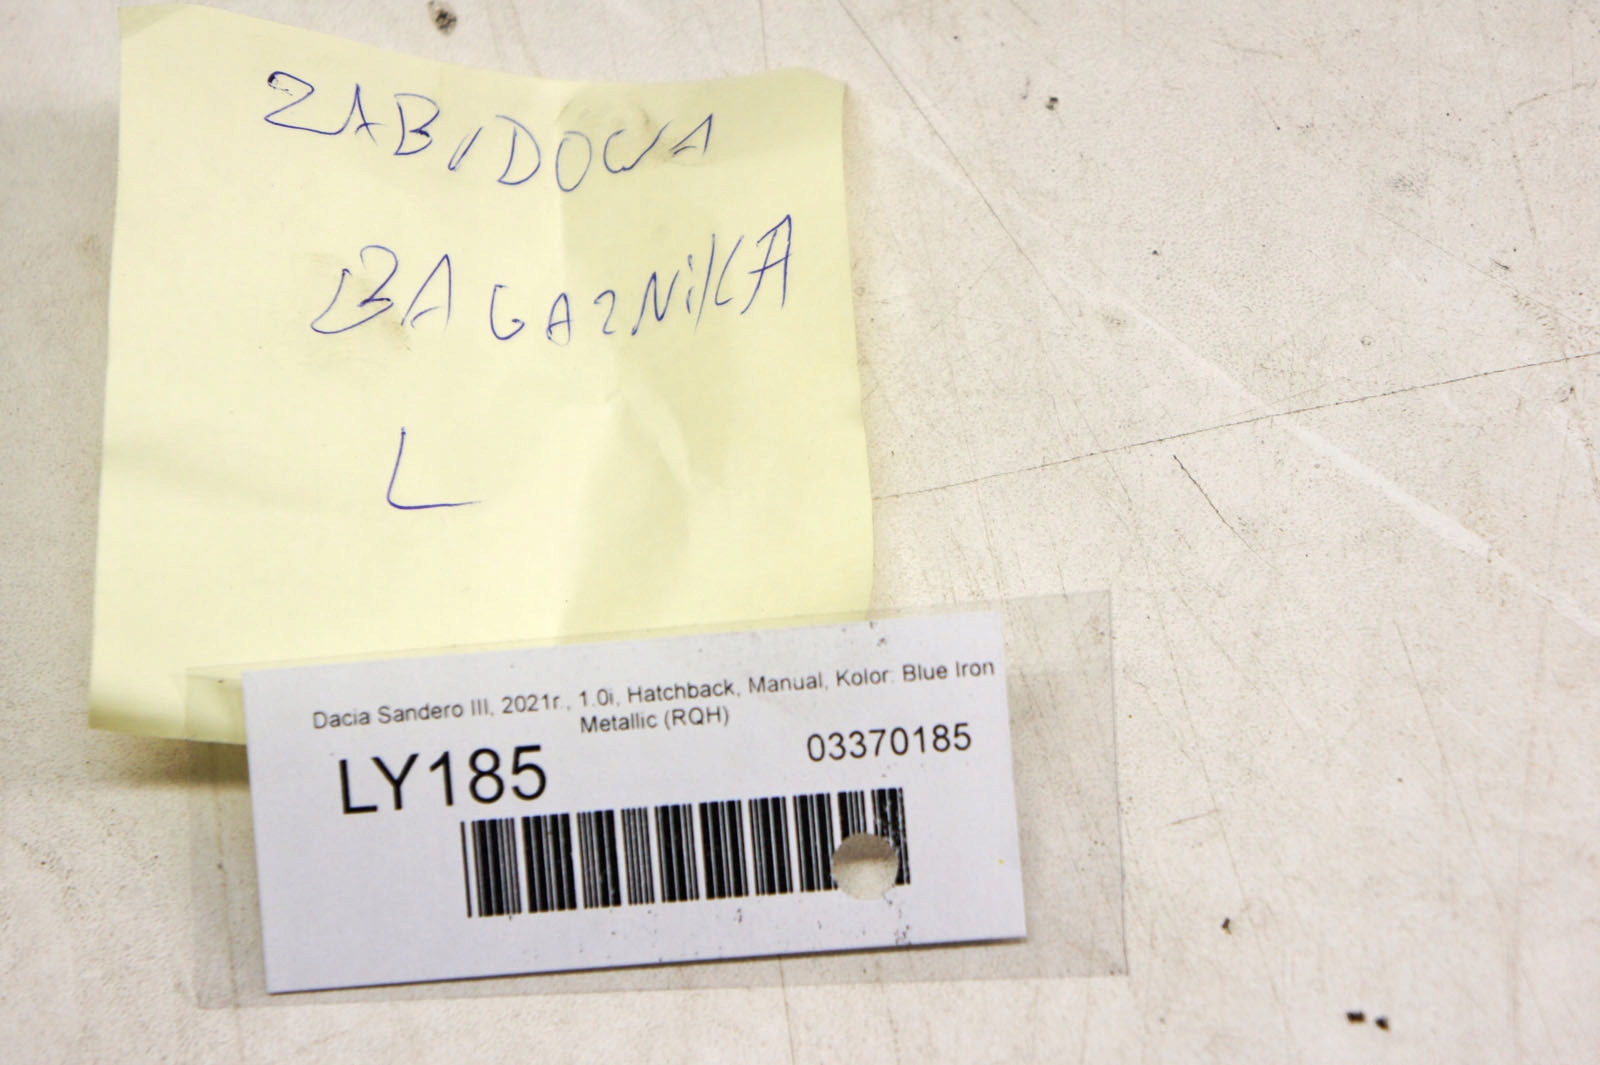 ZABUDOWA
BAGAZNiKA
L
Dacia Sandero III, 2021r., 1.0i, Hatchback, Manual, Kolor: Blue Iron
Metallic (RQH)
LY185
03370185